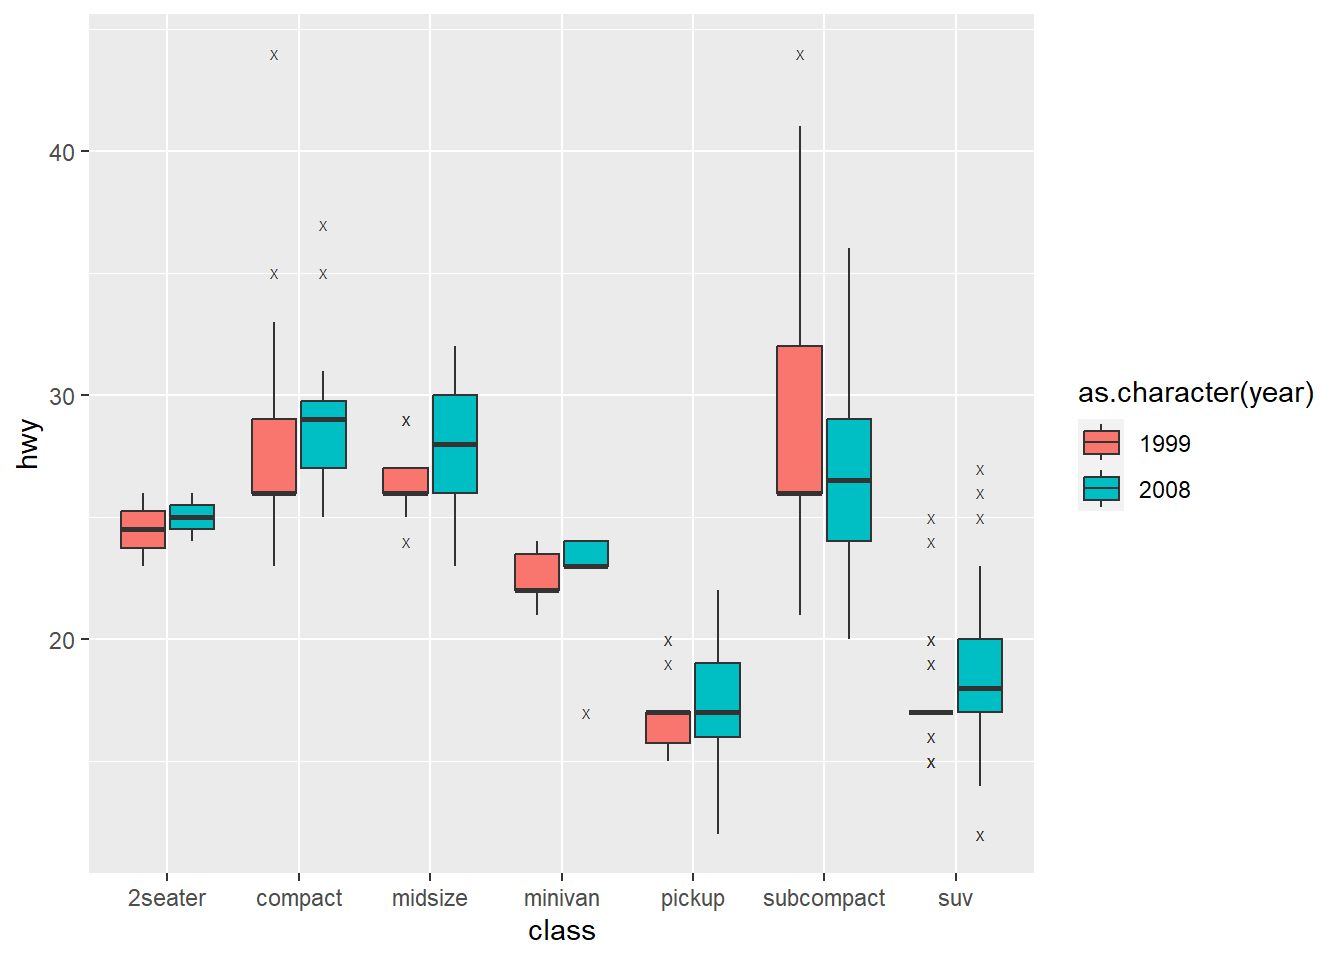 hwy
40
30
20
2seater compact midsize minivan pickup subcompact suv
class
as.character(year)
1999
2008